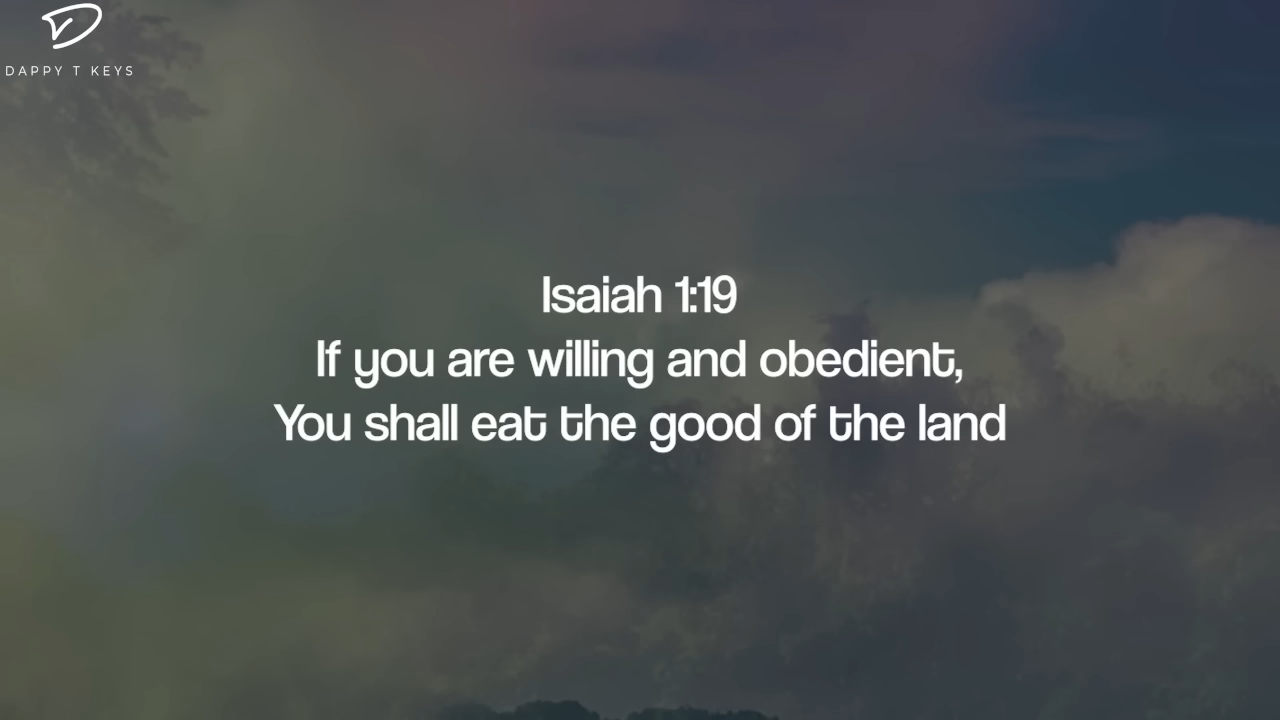 DAPPY T KEYS
Isaiah 1:19
If you are willing and obedient,
You shall eat the good of the land